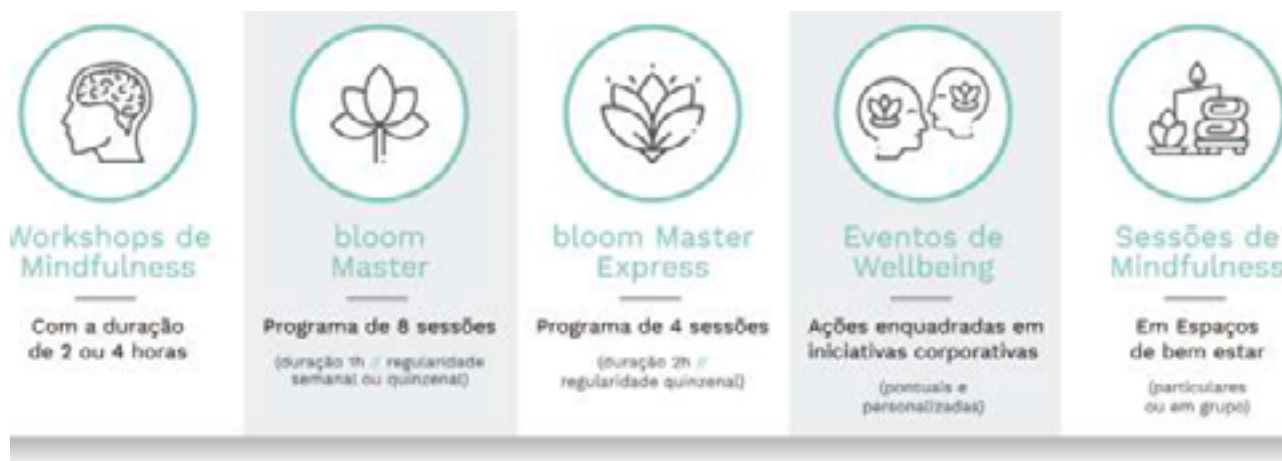 Workshops de
Mindfulness
Com a duração
de 2 ou 4 horas
bloom
Master
Programa de 8 sessões
(duração 1h // regularidade
semanal ou quinzenal)
bloom Master
Express
Programa de 4 sessões
(duração 2h //
regularidade quinzenal)
Eventos de
Wellbeing
Ações enquadradas em
iniciativas corporativas
(pontuais e
personalizadas)
Sessões de
Mindfulness
Em Espaços
de bem estar
(particulares
ou em grupo)